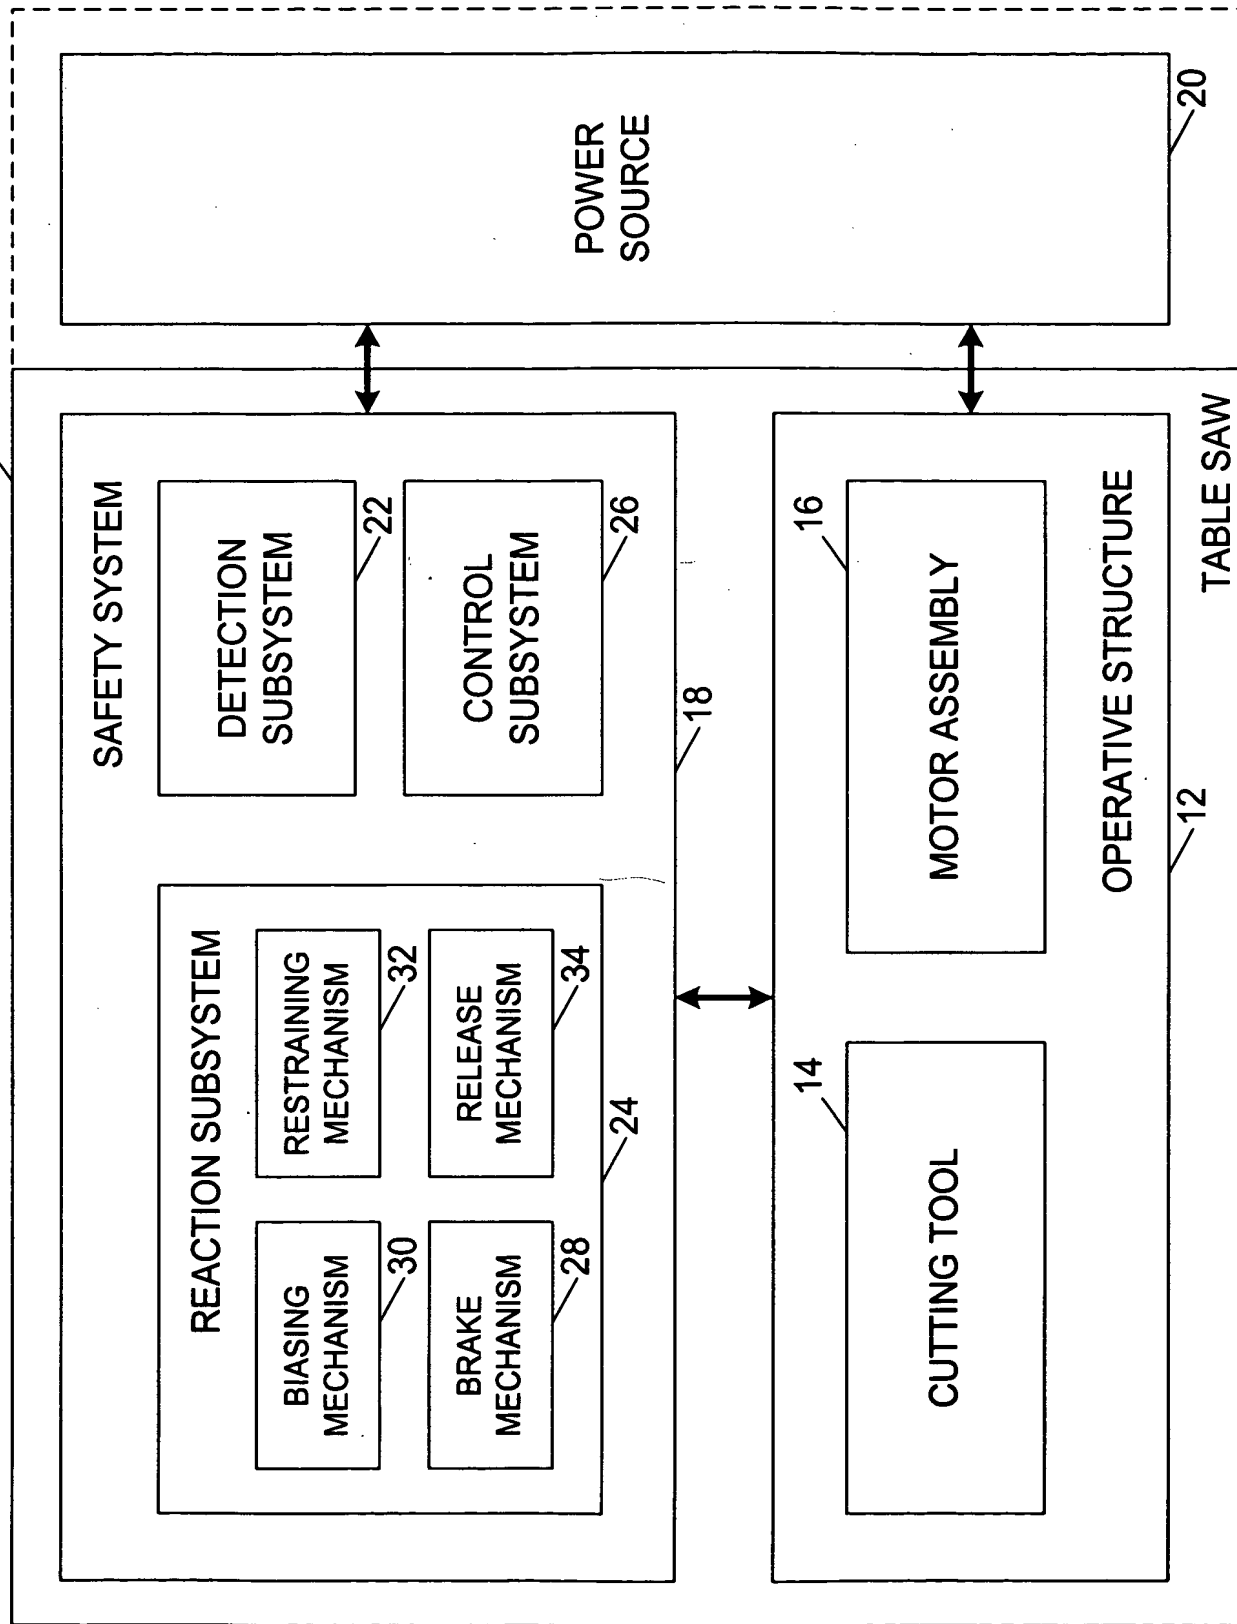 SAFETY SYSTEM
REACTION SUBSYSTEM
BIASING
MECHANISM
30
RESTRAINING
MECHANISM
32
BRAKE
MECHANISM
28
RELEASE
MECHANISM
34
24
DETECTION
SUBSYSTEM
22
CONTROL
SUBSYSTEM
26
18
14
CUTTING TOOL
16
MOTOR ASSEMBLY
OPERATIVE STRUCTURE
12
TABLE SAW
POWER
SOURCE
20